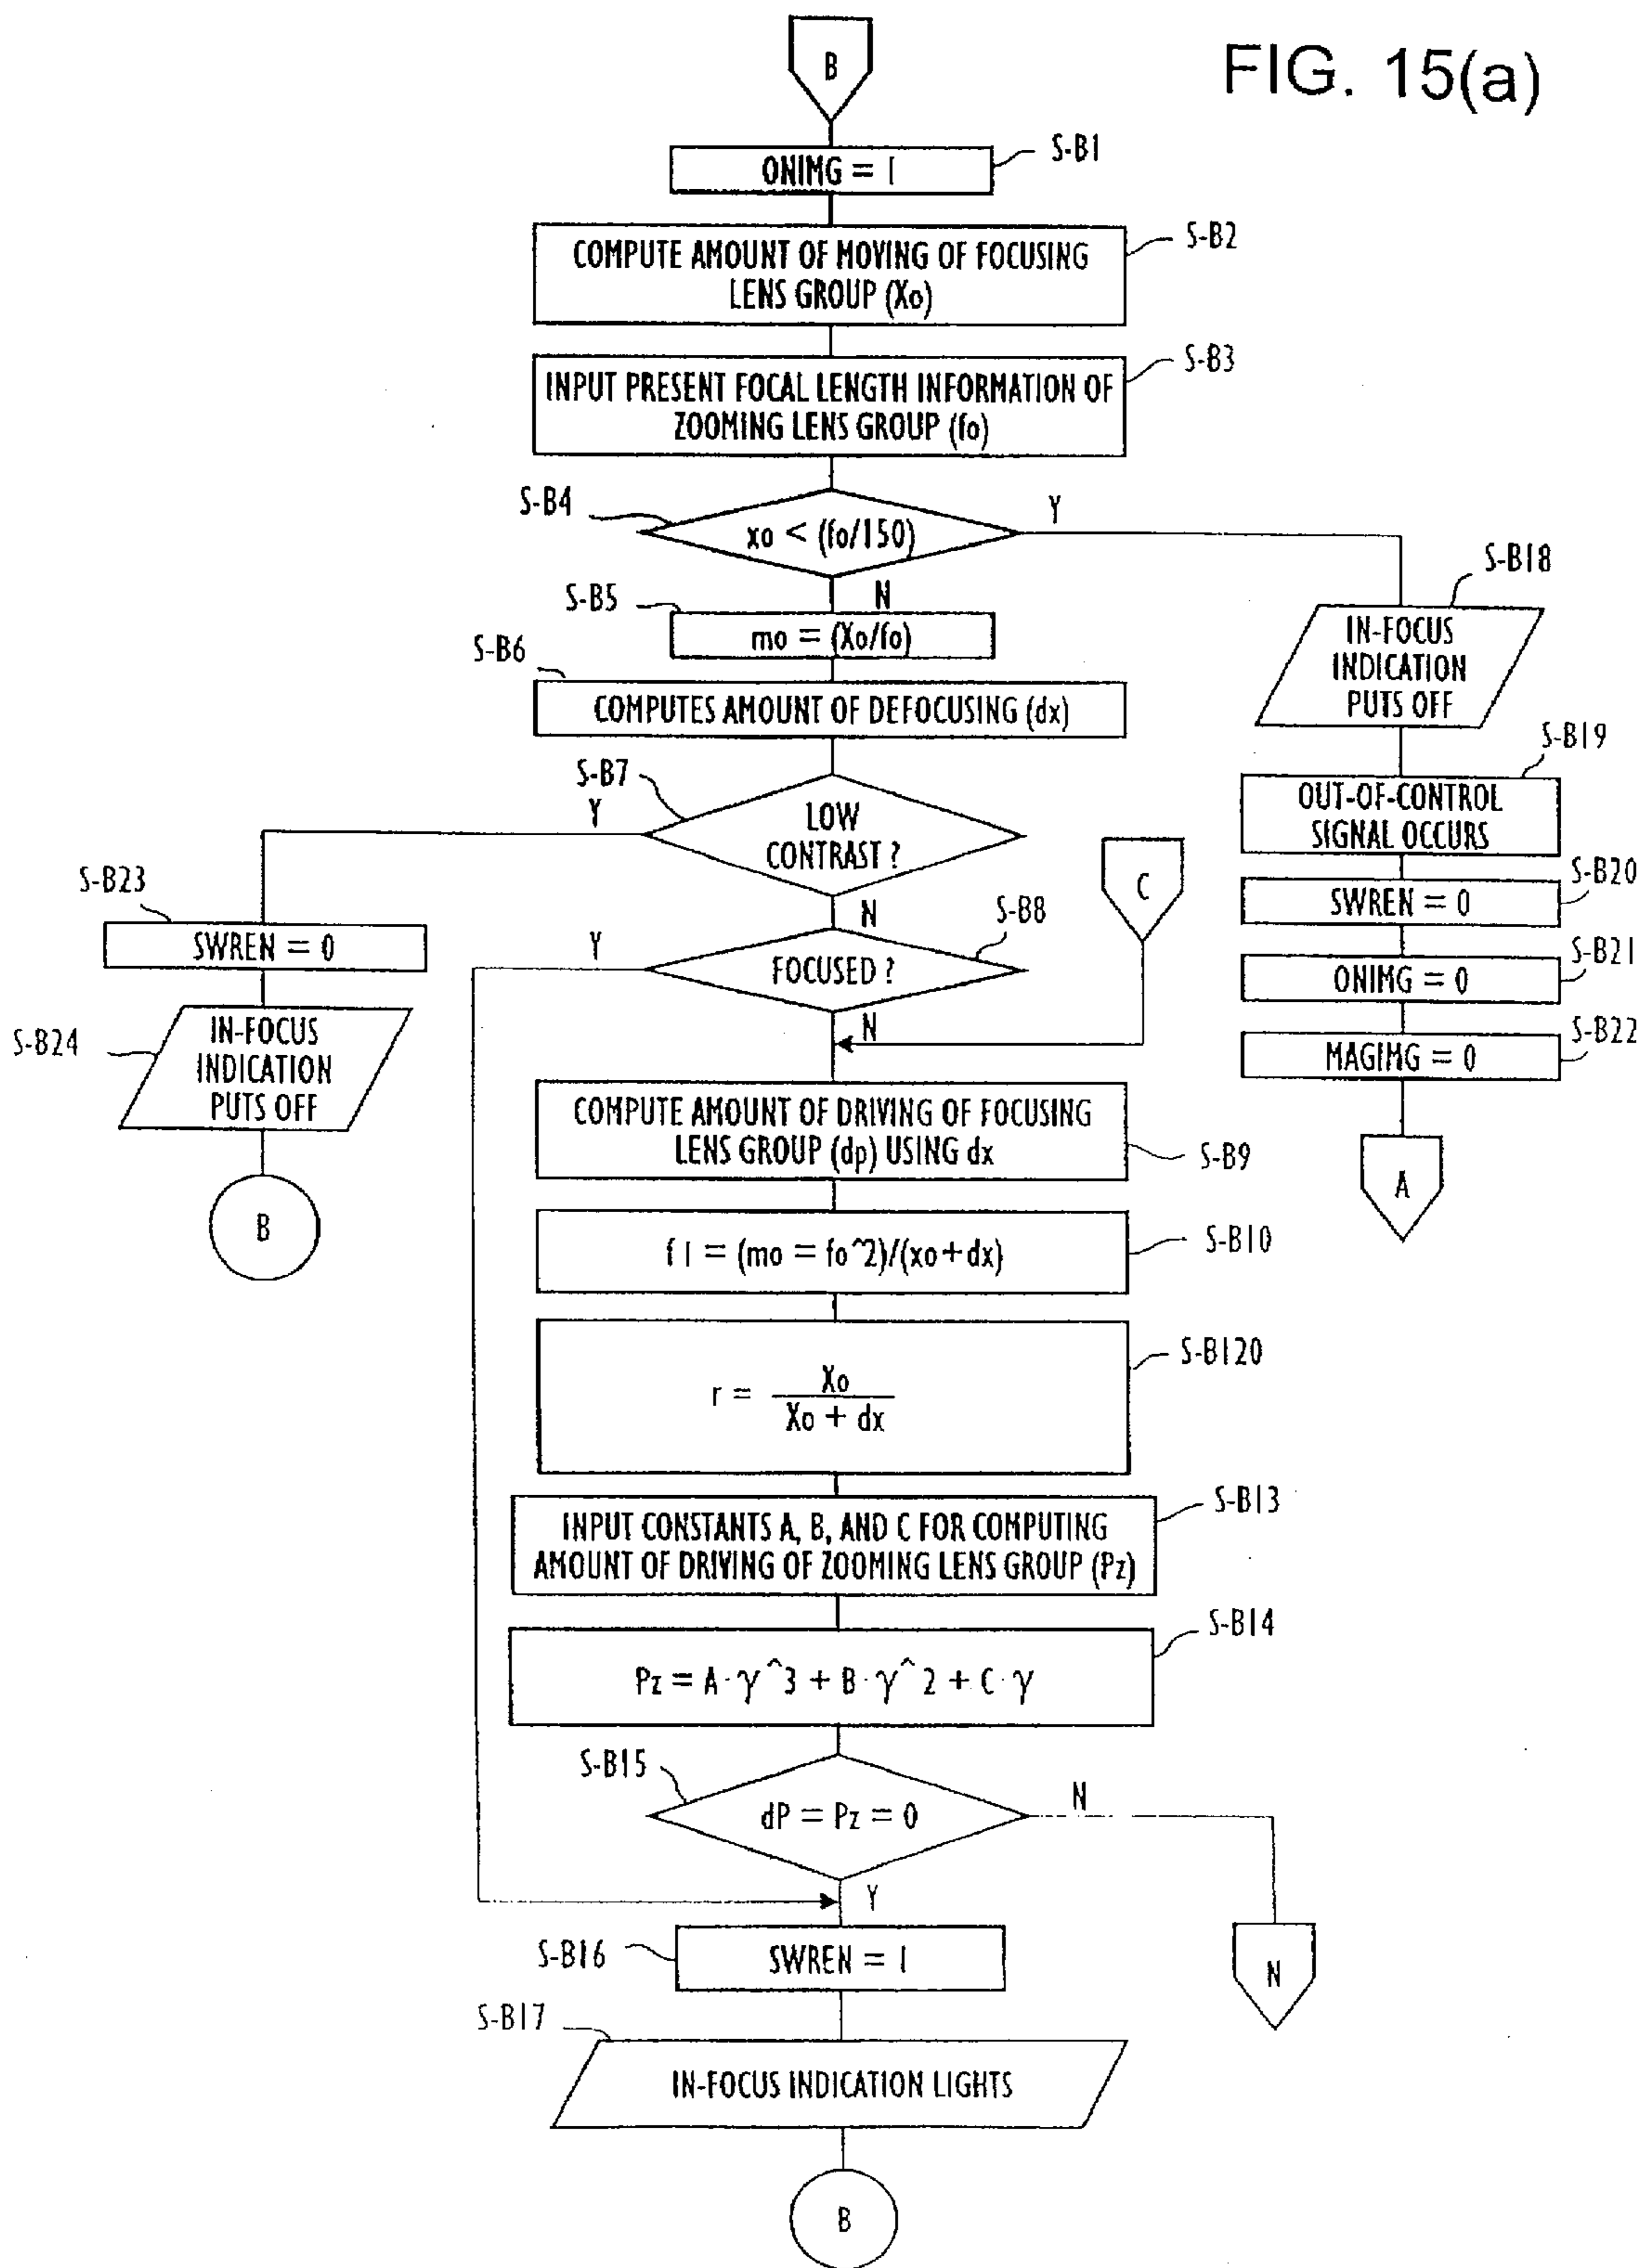 FIG. 15(a)
B
S-B1
ONIMG = 1
S-B2
COMPUTE AMOUNT OF MOVING OF FOCUSING
LENS GROUP (Xo)
S-B3
INPUT PRESENT FOCAL LENGTH INFORMATION OF
ZOOMING LENS GROUP (fo)
S-B4
xo < (fo/150)
Y
N
S-B5
mo = (Xo/fo)
S-B6
COMPUTES AMOUNT OF DEFOCUSING (dx)
S-B7
LOW
CONTRAST ?
Y
N
S-B8
FOCUSED ?
Y
N
C
S-B23
SWREN = 0
S-B24
IN-FOCUS
INDICATION
PUTS OFF
B
S-B18
IN-FOCUS
INDICATION
PUTS OFF
S-B19
OUT-OF-CONTROL
SIGNAL OCCURS
S-B20
SWREN = 0
S-B21
ONIMG = 0
S-B22
MAGIMG = 0
A
COMPUTE AMOUNT OF DRIVING OF FOCUSING
LENS GROUP (dp) USING dx
S-B9
f1 = (mo = fo^2)/(xo+dx)
S-B10
S-B120
r = Xo
Xo + dx
S-B13
INPUT CONSTANTS A, B, AND C FOR COMPUTING
AMOUNT OF DRIVING OF ZOOMING LENS GROUP (Pz)
S-B14
Pz = A·γ^3 + B·γ^2 + C·γ
S-B15
dP = Pz = 0
N
Y
N
S-B16
SWREN = 1
S-B17
IN-FOCUS INDICATION LIGHTS
B